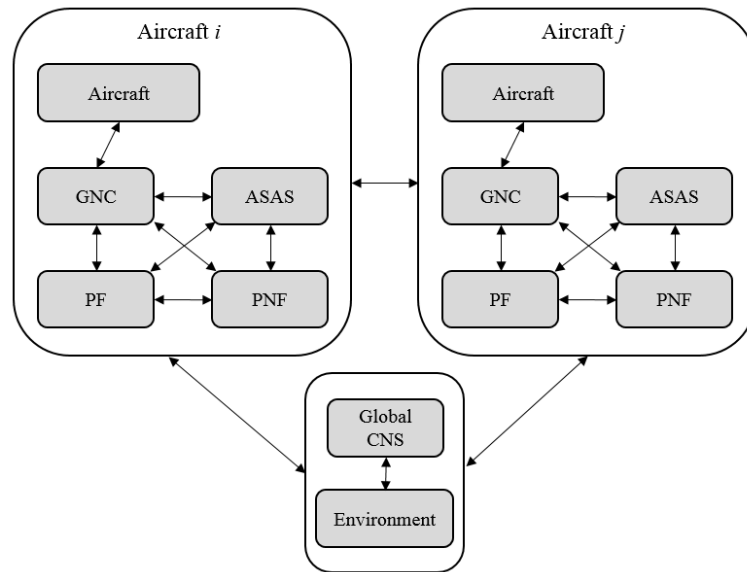 Aircraft i
Aircraft
GNC
ASAS
PF
PNF
Aircraft j
Aircraft
GNC
ASAS
PF
PNF
Global
CNS
Environment